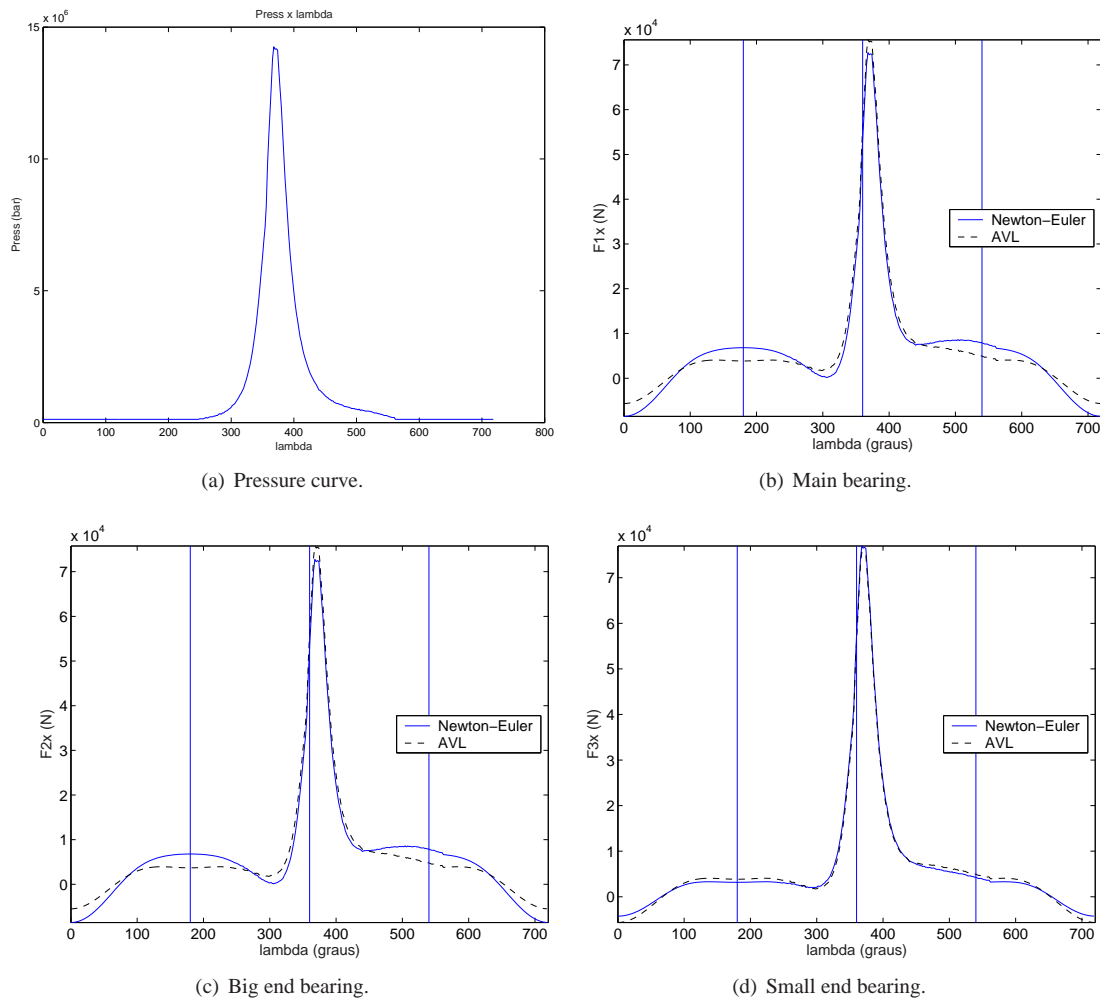 Press x lambda
x 10^6
15
10
5
0
Press (bar)
0 100 200 300 400 500 600 700 800
lambda
(a) Pressure curve.
x 10^4
7
6
5
4
3
2
1
0
F1x (N)
Newton−Euler
AVL
0 100 200 300 400 500 600 700
lambda (graus)
(b) Main bearing.
x 10^4
7
6
5
4
3
2
1
0
F2x (N)
Newton−Euler
AVL
0 100 200 300 400 500 600 700
lambda (graus)
(c) Big end bearing.
x 10^4
7
6
5
4
3
2
1
0
F3x (N)
Newton−Euler
AVL
0 100 200 300 400 500 600 700
lambda (graus)
(d) Small end bearing.